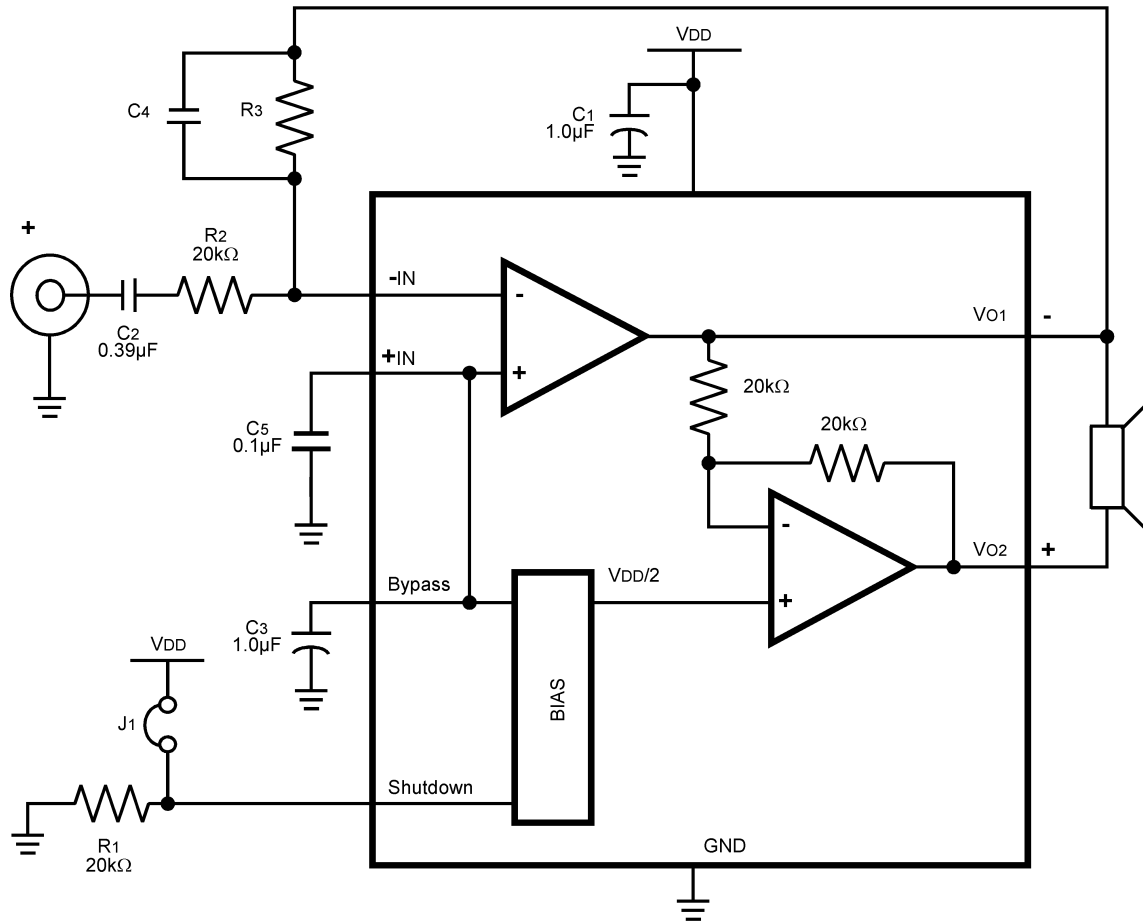 VDD
C1
1.0µF
C4
R3
+
R2
20kΩ
C2
0.39µF
-IN
-
+IN
+
C5
0.1µF
VO1
-
20kΩ
20kΩ
-
VO2
+
+
Bypass
VDD/2
C3
1.0µF
BIAS
VDD
J1
Shutdown
R1
20kΩ
GND